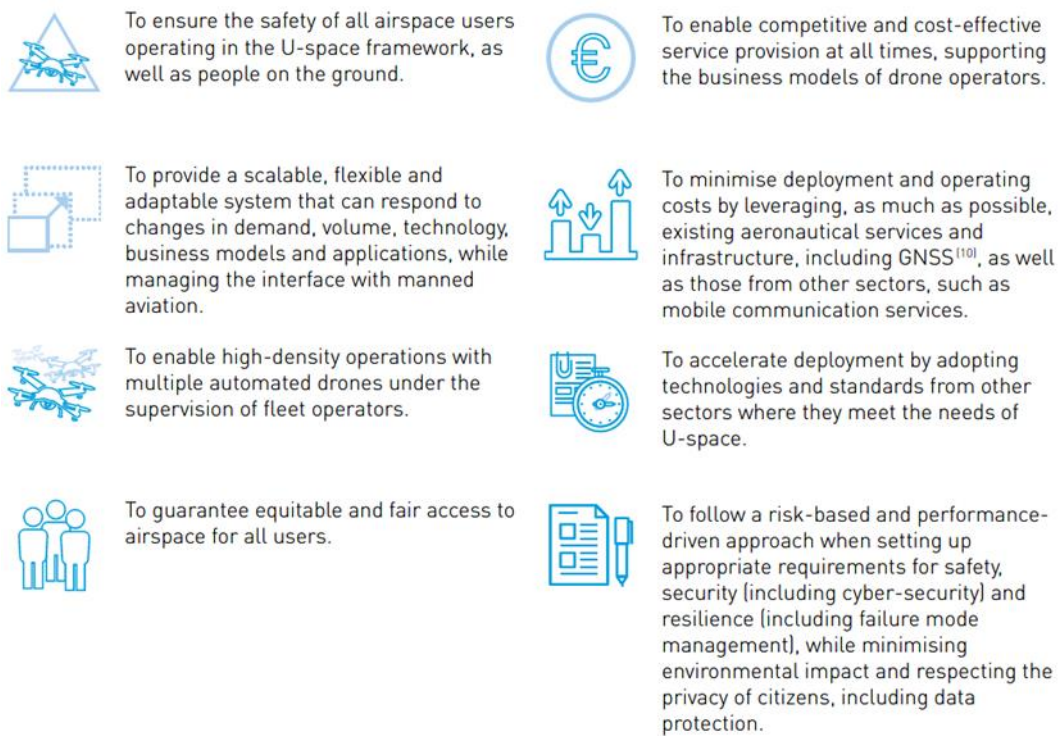 To ensure the safety of all airspace users
operating in the U-space framework, as
well as people on the ground.
To provide a scalable, flexible and
adaptable system that can respond to
changes in demand, volume, technology,
business models and applications, while
managing the interface with manned
aviation.
To enable high-density operations with
multiple automated drones under the
supervision of fleet operators.
To guarantee equitable and fair access to
airspace for all users.
€
To enable competitive and cost-effective
service provision at all times, supporting
the business models of drone operators.
To minimise deployment and operating
costs by leveraging, as much as possible,
existing aeronautical services and
infrastructure, including GNSS(10), as well
as those from other sectors, such as
mobile communication services.
U
To accelerate deployment by adopting
technologies and standards from other
sectors where they meet the needs of
U-space.
To follow a risk-based and performance-
driven approach when setting up
appropriate requirements for safety,
security (including cyber-security) and
resilience (including failure mode
management), while minimising
environmental impact and respecting the
privacy of citizens, including data
protection.